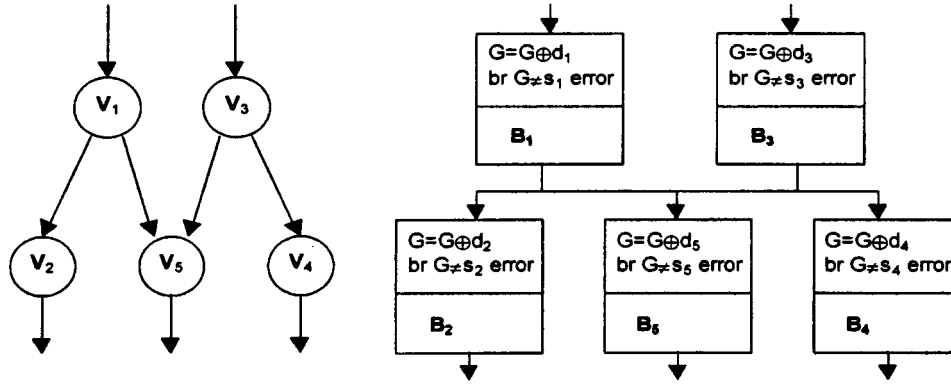 V₁
V₃
V₂
V₅
V₄
G=G⊕d₁
br G≠s₁ error
B₁
G=G⊕d₃
br G≠s₃ error
B₃
G=G⊕d₂
br G≠s₂ error
B₂
G=G⊕d₅
br G≠s₅ error
B₅
G=G⊕d₄
br G≠s₄ error
B₄